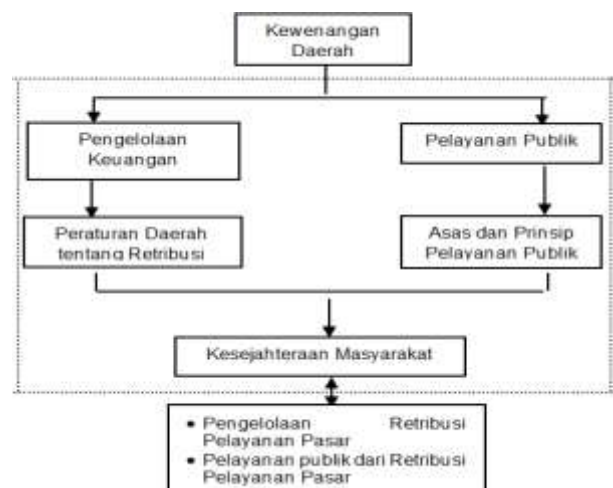 Kewenangan
Daerah
Pengelolaan
Keuangan
Pelayanan Publik
Peraturan Daerah
tentang Retribusi
Asas dan Prinsip
Pelayanan Publik
Kesejahteraan Masyarakat
• Pengelolaan Retribusi
Pelayanan Pasar
• Pelayanan publik dari Retribusi
Pelayanan Pasar